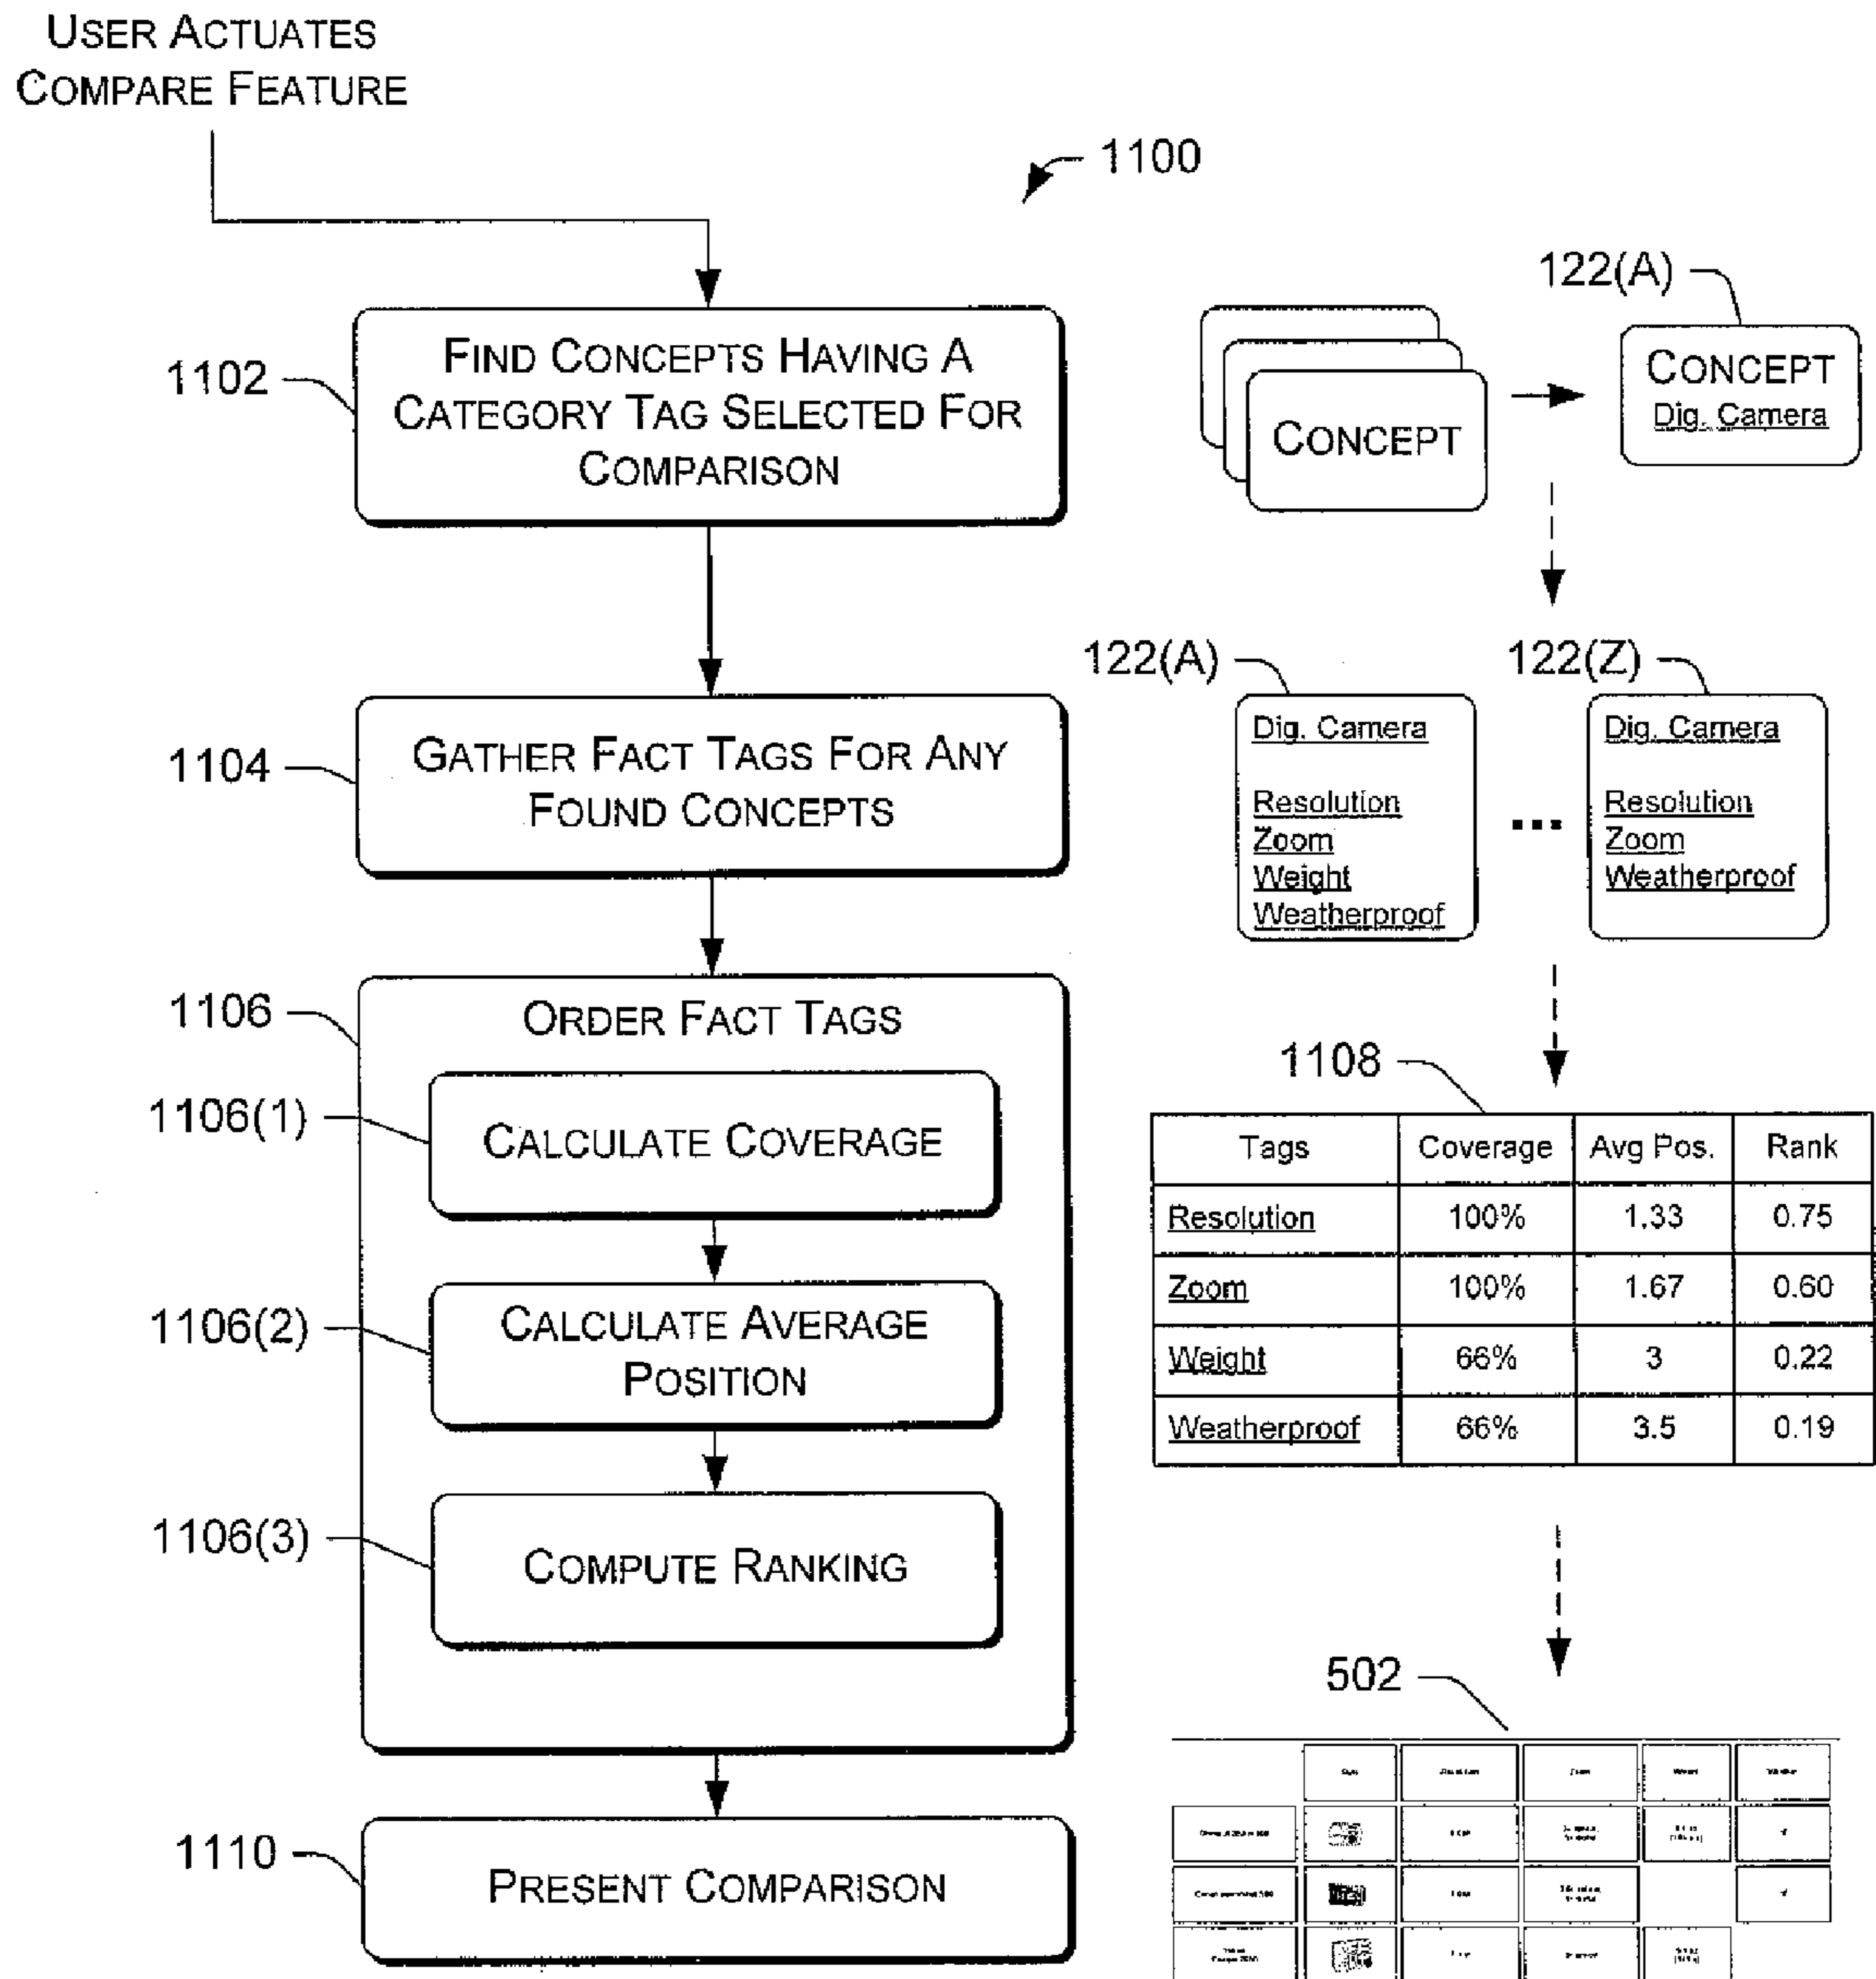 USER ACTUATES
COMPARE FEATURE
1100
1102
FIND CONCEPTS HAVING A
CATEGORY TAG SELECTED FOR
COMPARISON
CONCEPT
122(A)
CONCEPT
Dig. Camera
1104
GATHER FACT TAGS FOR ANY
FOUND CONCEPTS
122(A)
Dig. Camera
Resolution
Zoom
Weight
Weatherproof
...
122(Z)
Dig. Camera
Resolution
Zoom
Weatherproof
1106
ORDER FACT TAGS
1106(1)
CALCULATE COVERAGE
1106(2)
CALCULATE AVERAGE
POSITION
1106(3)
COMPUTE RANKING
1108
Tags Coverage Avg Pos. Rank
Resolution 100% 1.33 0.75
Zoom 100% 1.67 0.60
Weight 66% 3 0.22
Weatherproof 66% 3.5 0.19
1110
PRESENT COMPARISON
502